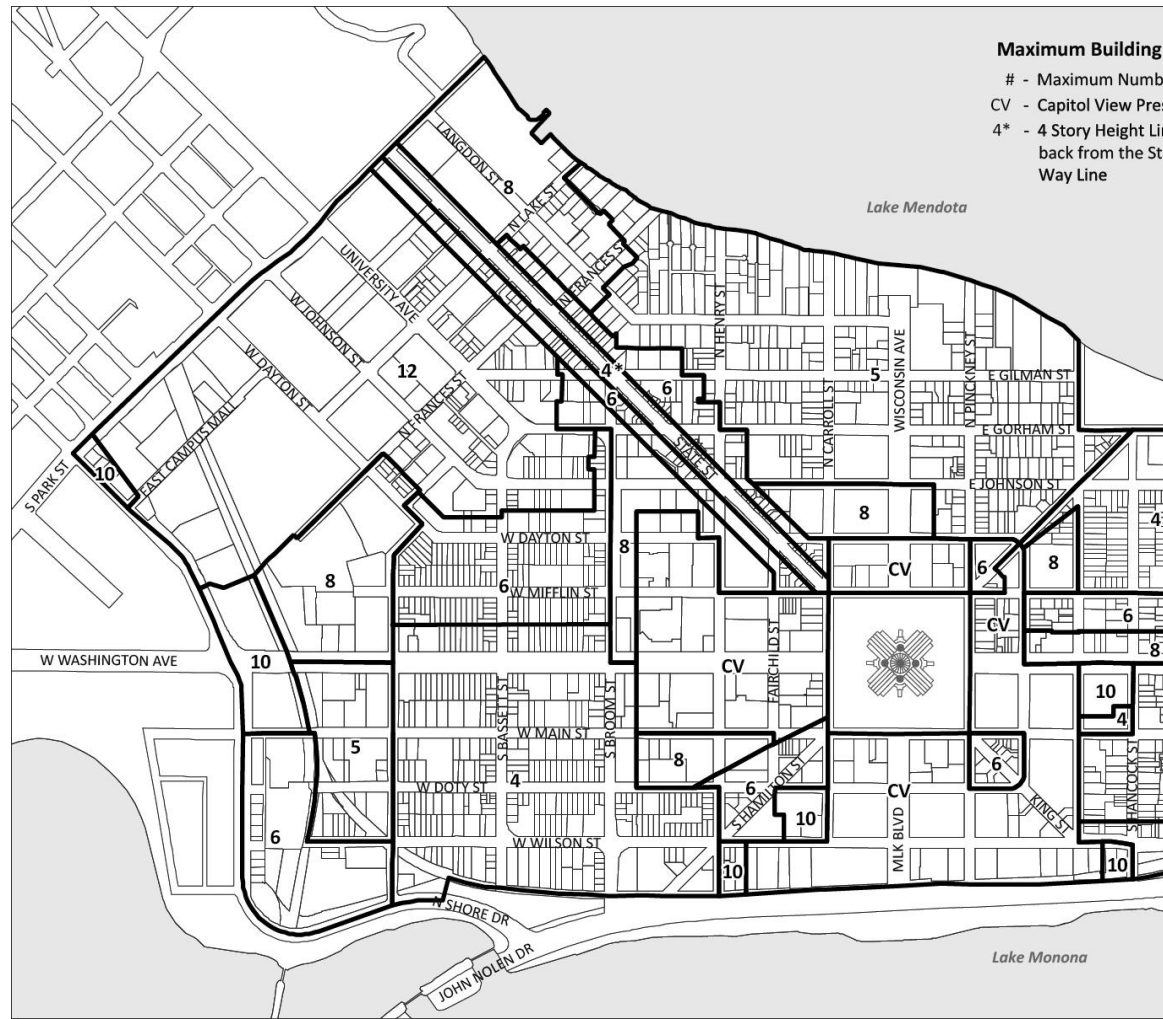 Maximum Building
# - Maximum Numb
CV - Capitol View Pres
4* - 4 Story Height Lin
back from the St
Way Line
Lake Mendota
LANGDON ST
8
N LAKE ST
N FRANCES ST
UNIVERSITY AVE
W JOHNSON ST
W DAYTON ST
12
N FRANCES ST
4*
6
6
N HENRY ST
5
WISCONSIN AVE
N PINCKNEY ST
E GILMAN ST
N CARROLL ST
E GORHAM ST
STATE ST
E JOHNSON ST
EAST CAMPUS MALL
10
S PARK ST
8
4
W DAYTON ST
8
CV
6
8
8
6
W MIFFLIN ST
CV
6
8
W WASHINGTON AVE
10
CV
FAIRCHILD ST
10
4
S BASSETT ST
S BROOM ST
W MAIN ST
5
8
6
4
W DOTY ST
6
S HAMILTON ST
CV
MLK BLVD
KING ST
S HANCOCK ST
10
6
W WILSON ST
10
10
N SHORE DR
JOHN NOLEN DR
Lake Monona